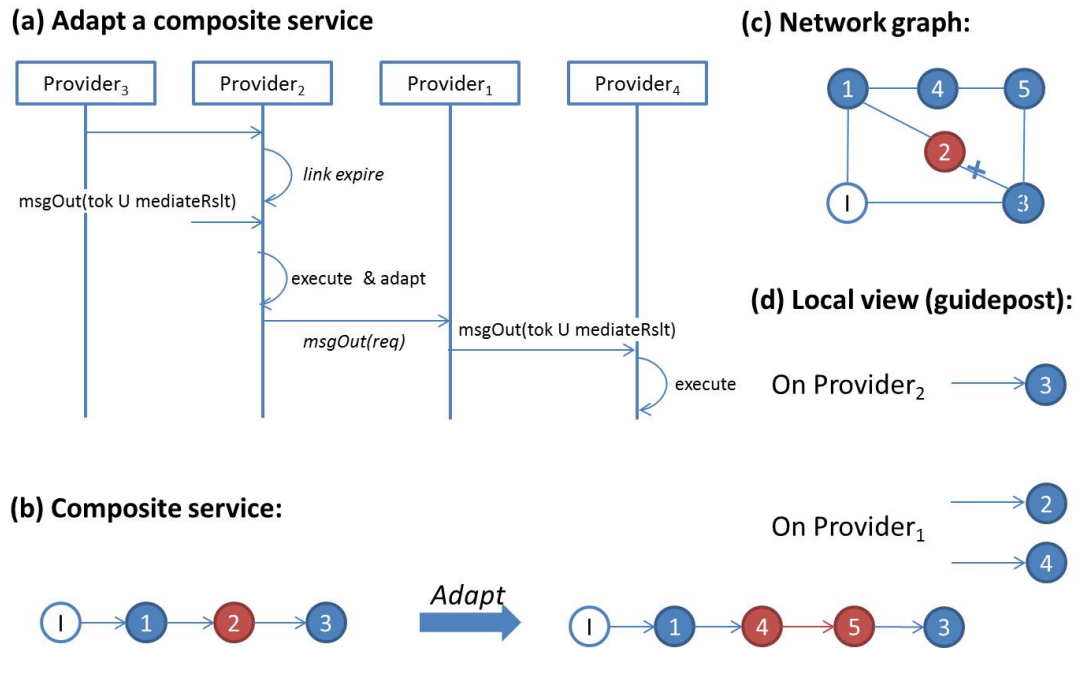 (a) Adapt a composite service
Provider₃
Provider₂
Provider₁
Provider₄
link expire
msgOut(tok U mediateRslt)
execute & adapt
msgOut(req)
msgOut(tok U mediateRslt)
execute
(c) Network graph:
1
4
5
2
I
3
(d) Local view (guidepost):
On Provider₂
3
On Provider₁
2
4
(b) Composite service:
I
1
2
3
Adapt
I
1
4
5
3